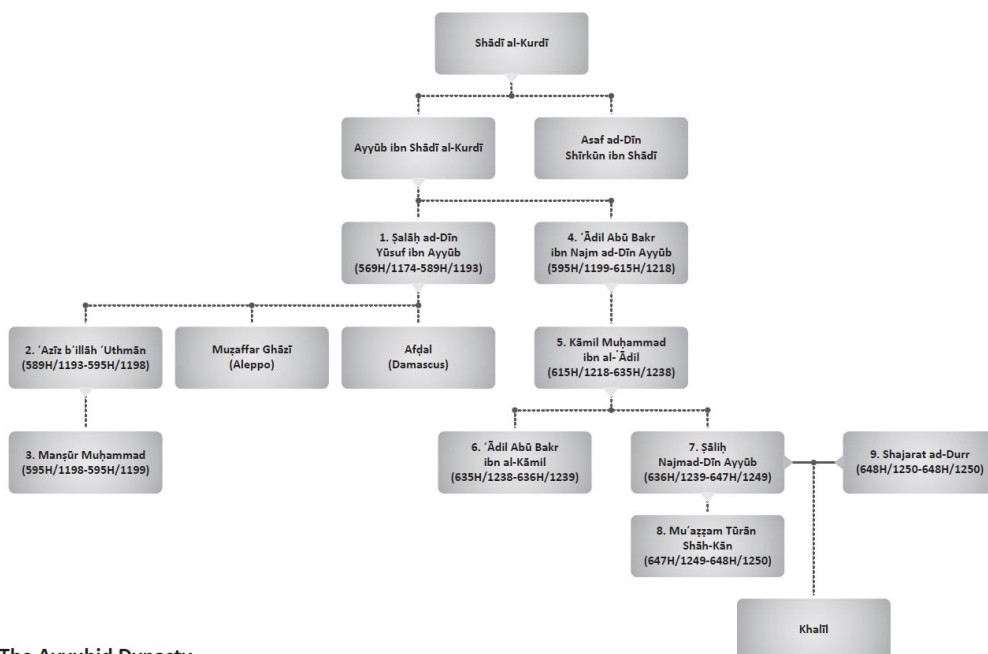 Shādī al-Kurdī
Ayyūb ibn Shādī al-Kurdī
Asaf ad-Dīn
Shīrkūn ibn Shādī
1. Ṣalāḥ ad-Dīn
Yūsuf ibn Ayyūb
(569H/1174-589H/1193)
4. ʿĀdil Abū Bakr
ibn Najm ad-Dīn Ayyūb
(595H/1199-615H/1218)
2. ʿAzīz b'illāh ʿUthmān
(589H/1193-595H/1198)
Muẓaffar Ghāzī
(Aleppo)
Afḍal
(Damascus)
5. Kāmil Muḥammad
ibn al-ʿĀdil
(615H/1218-635H/1238)
3. Manṣūr Muḥammad
(595H/1198-595H/1199)
6. ʿĀdil Abū Bakr
ibn al-Kāmil
(635H/1238-636H/1239)
7. Ṣāliḥ
Najmad-Dīn Ayyūb
(636H/1239-647H/1249)
9. Shajarat ad-Durr
(648H/1250-648H/1250)
8. Muʿaẓẓam Tūrān
Shāh-Kān
(647H/1249-648H/1250)
Khalīl
The Ayyubid Dynasty